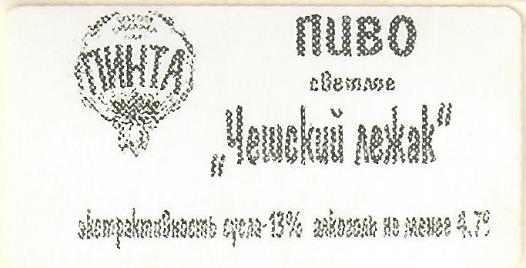 ПИНТА
пиво
светлое
„Чешский лежак"
экстрактивность сусла-13% алкоголь не менее 4.7%